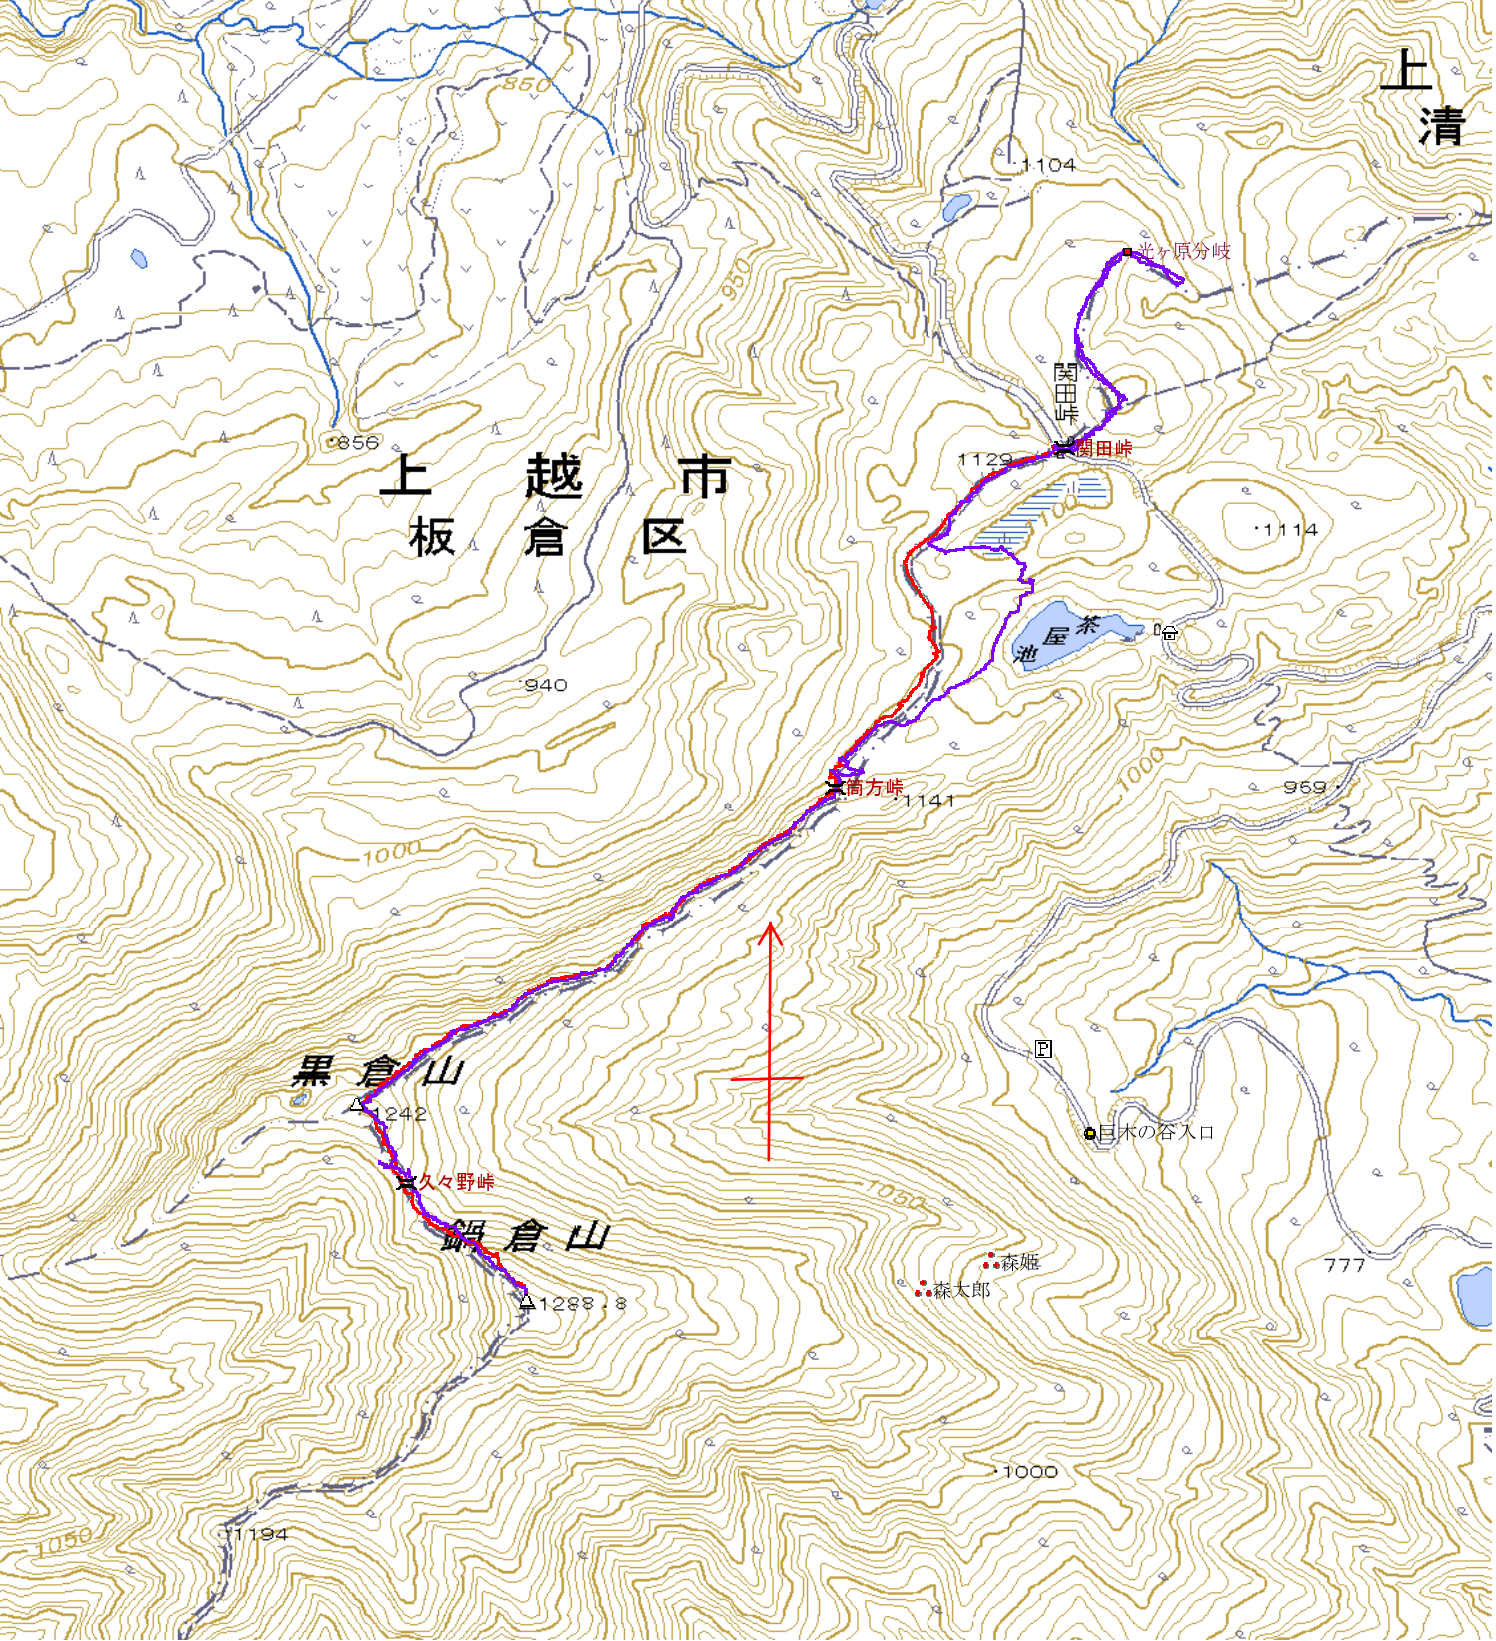 上
清
850
1104
光ヶ原分岐
950
関田峠
856
1129
関田峠
上越市
板倉区
1114
茶屋池
940
1000
959
筒方峠
1141
1000
黒倉山
1242
巨木の谷入口
P
久々野峠
1050
鍋倉山
森姫
777
森太郎
1288.8
1000
1194
1050